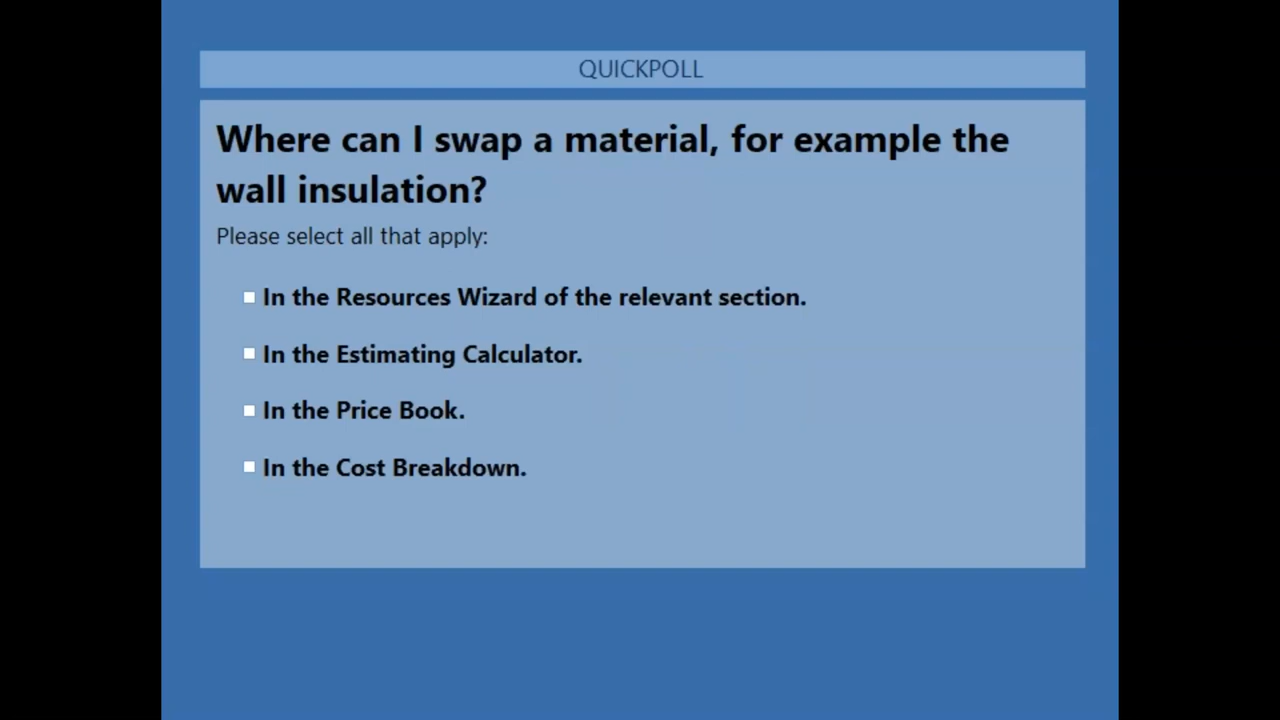 QUICKPOLL
Where can I swap a material, for example the
wall insulation?
Please select all that apply:
In the Resources Wizard of the relevant section.
In the Estimating Calculator.
In the Price Book.
In the Cost Breakdown.